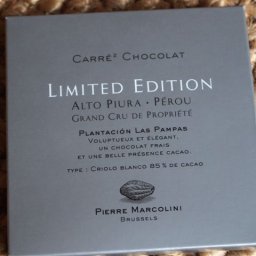 Carré² Chocolat
Limited Edition
Alto Piura • Pérou
Grand Cru de Propriété
Plantación Las Pampas
Voluptueux et élégant,
un chocolat frais
et une belle présence cacao.
type : Criolo blanco 85 % de cacao
Pierre Marcolini
Brussels